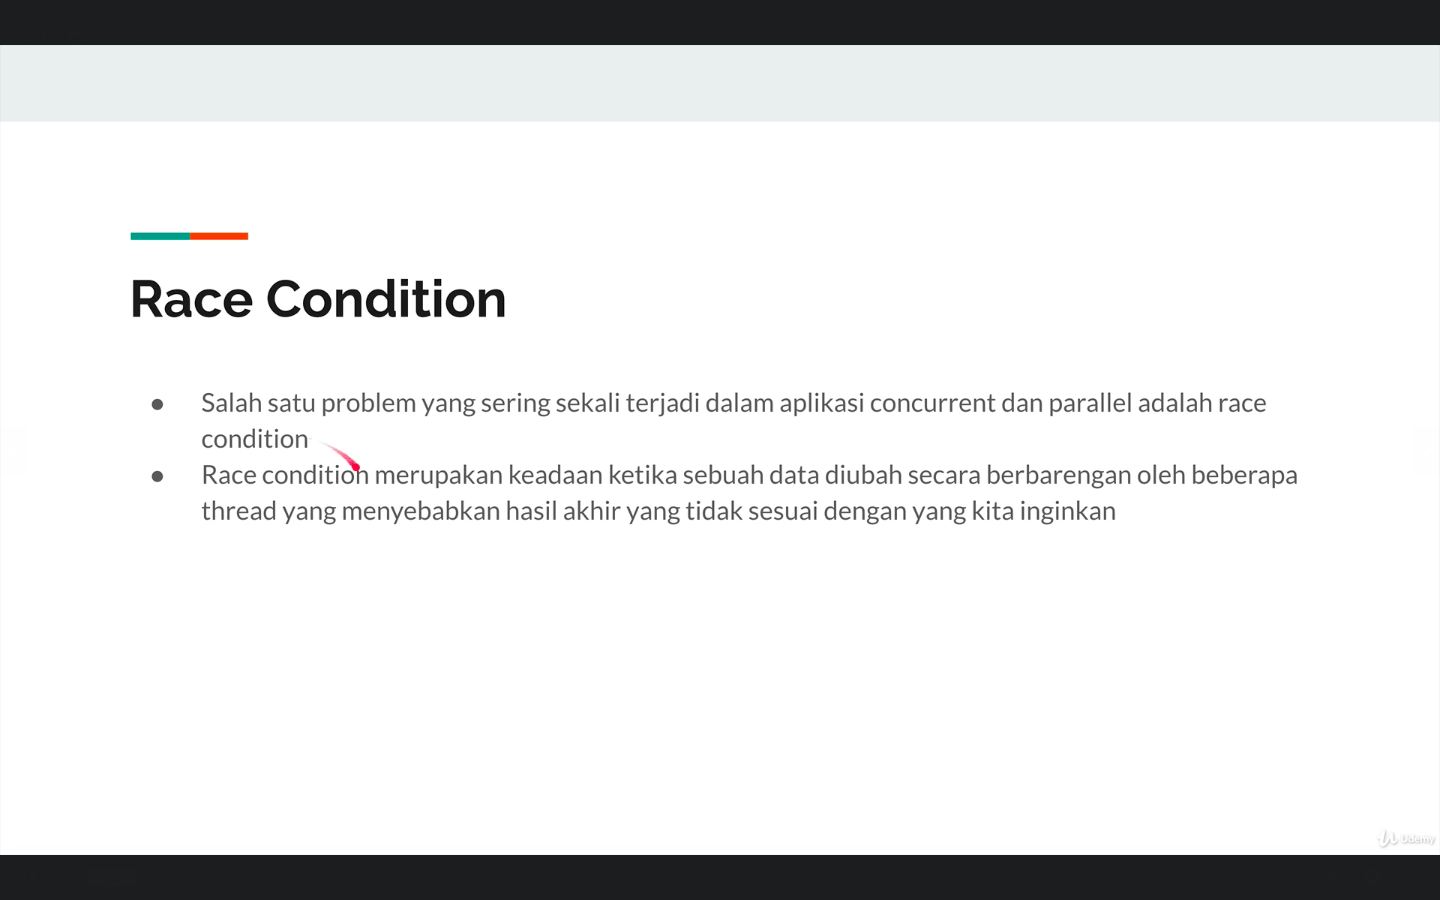 Race Condition
● Salah satu problem yang sering sekali terjadi dalam aplikasi concurrent dan parallel adalah race
condition
● Race condition merupakan keadaan ketika sebuah data diubah secara berbarengan oleh beberapa
thread yang menyebabkan hasil akhir yang tidak sesuai dengan yang kita inginkan
Udemy